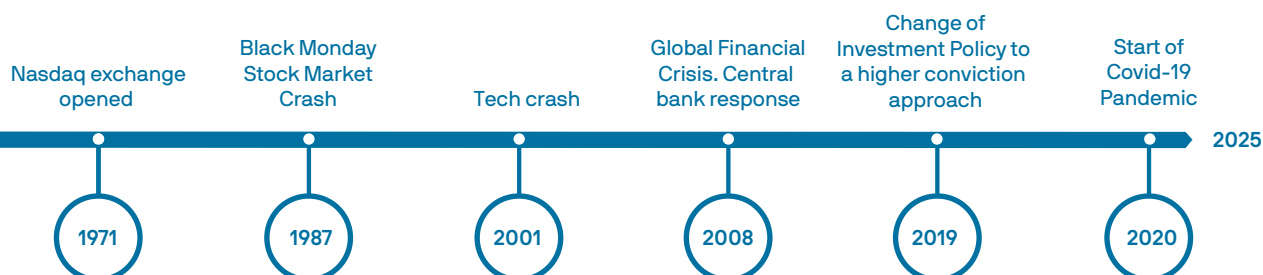 Nasdaq exchange
opened
Black Monday
Stock Market
Crash
Tech crash
Global Financial
Crisis. Central
bank response
Change of
Investment Policy to
a higher conviction
approach
Start of
Covid-19
Pandemic
2025
1971
1987
2001
2008
2019
2020